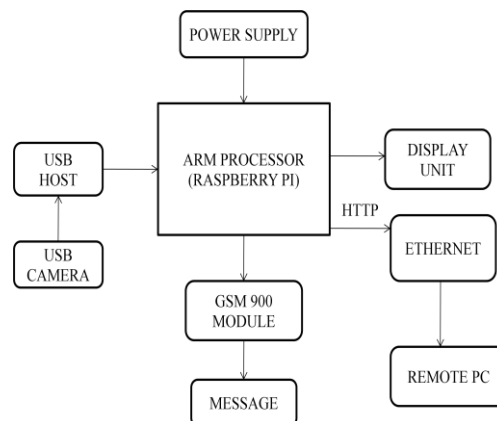 POWER SUPPLY
ARM PROCESSOR
(RASPBERRY PI)
USB
HOST
USB
CAMERA
DISPLAY
UNIT
HTTP
ETHERNET
GSM 900
MODULE
REMOTE PC
MESSAGE